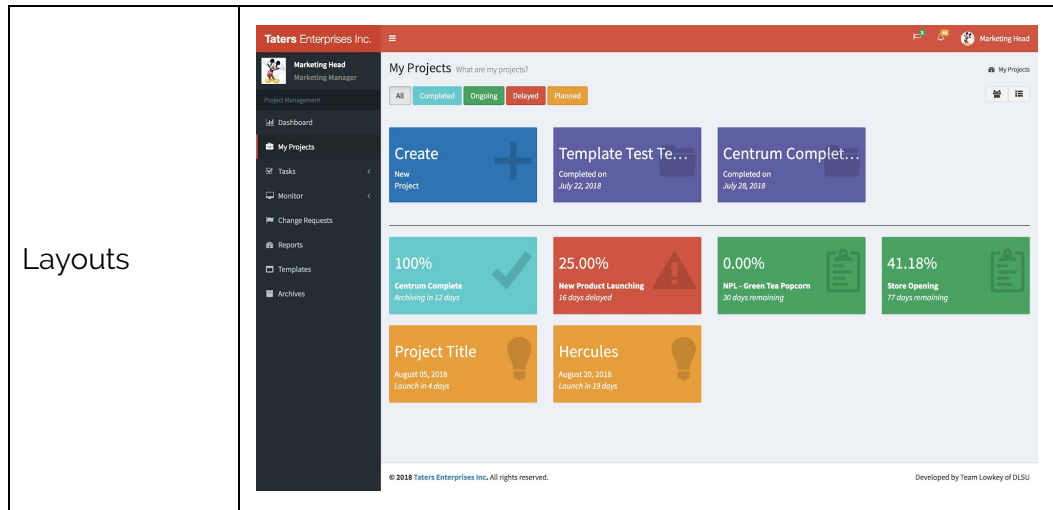 Layouts
Taters Enterprises Inc.
Marketing Head
Marketing Head
Marketing Manager
Project Management
Dashboard
My Projects
Tasks
Monitor
Change Requests
Reports
Templates
Archives
My Projects What are my projects?
My Projects
All Completed Ongoing Delayed Planned
Create
New
Project
Template Test Te...
Completed on
July 22, 2018
Centrum Complet...
Completed on
July 28, 2018
100%
Centrum Complete
Archiving in 12 days
25.00%
New Product Launching
16 days delayed
0.00%
NPL - Green Tea Popcorn
30 days remaining
41.18%
Store Opening
77 days remaining
Project Title
August 05, 2018
Launch in 4 days
Hercules
August 20, 2018
Launch in 19 days
© 2018 Taters Enterprises Inc. All rights reserved.
Developed by Team Lowkey of DLSU